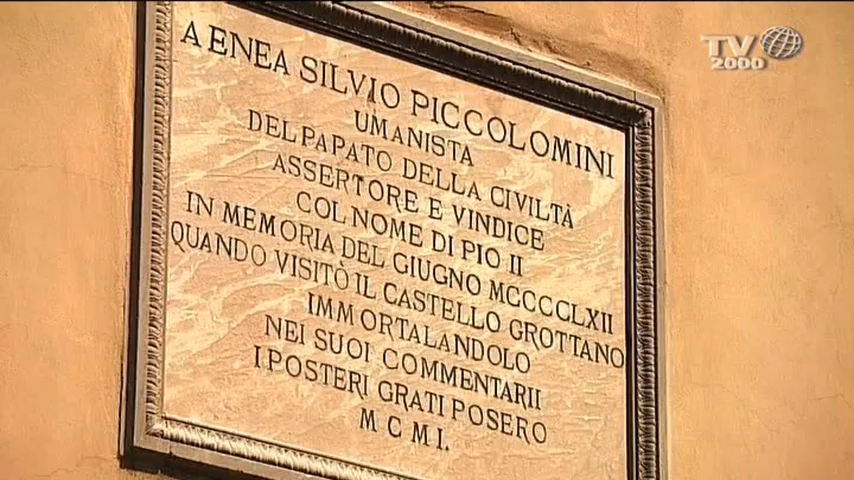 TV
2000
A ENEA SILVIO PICCOLOMINI
UMANISTA
DEL PAPATO DELLA CIVILTÀ
ASSERTORE E VINDICE
COL NOME DI PIO II
IN MEMORIA DEL GIUGNO MCCCCLXII
QUANDO VISITÒ IL CASTELLO GROTTANO
IMMORTALANDOLO
NEI SUOI COMMENTARII
I POSTERI GRATI POSERO
MCMI.